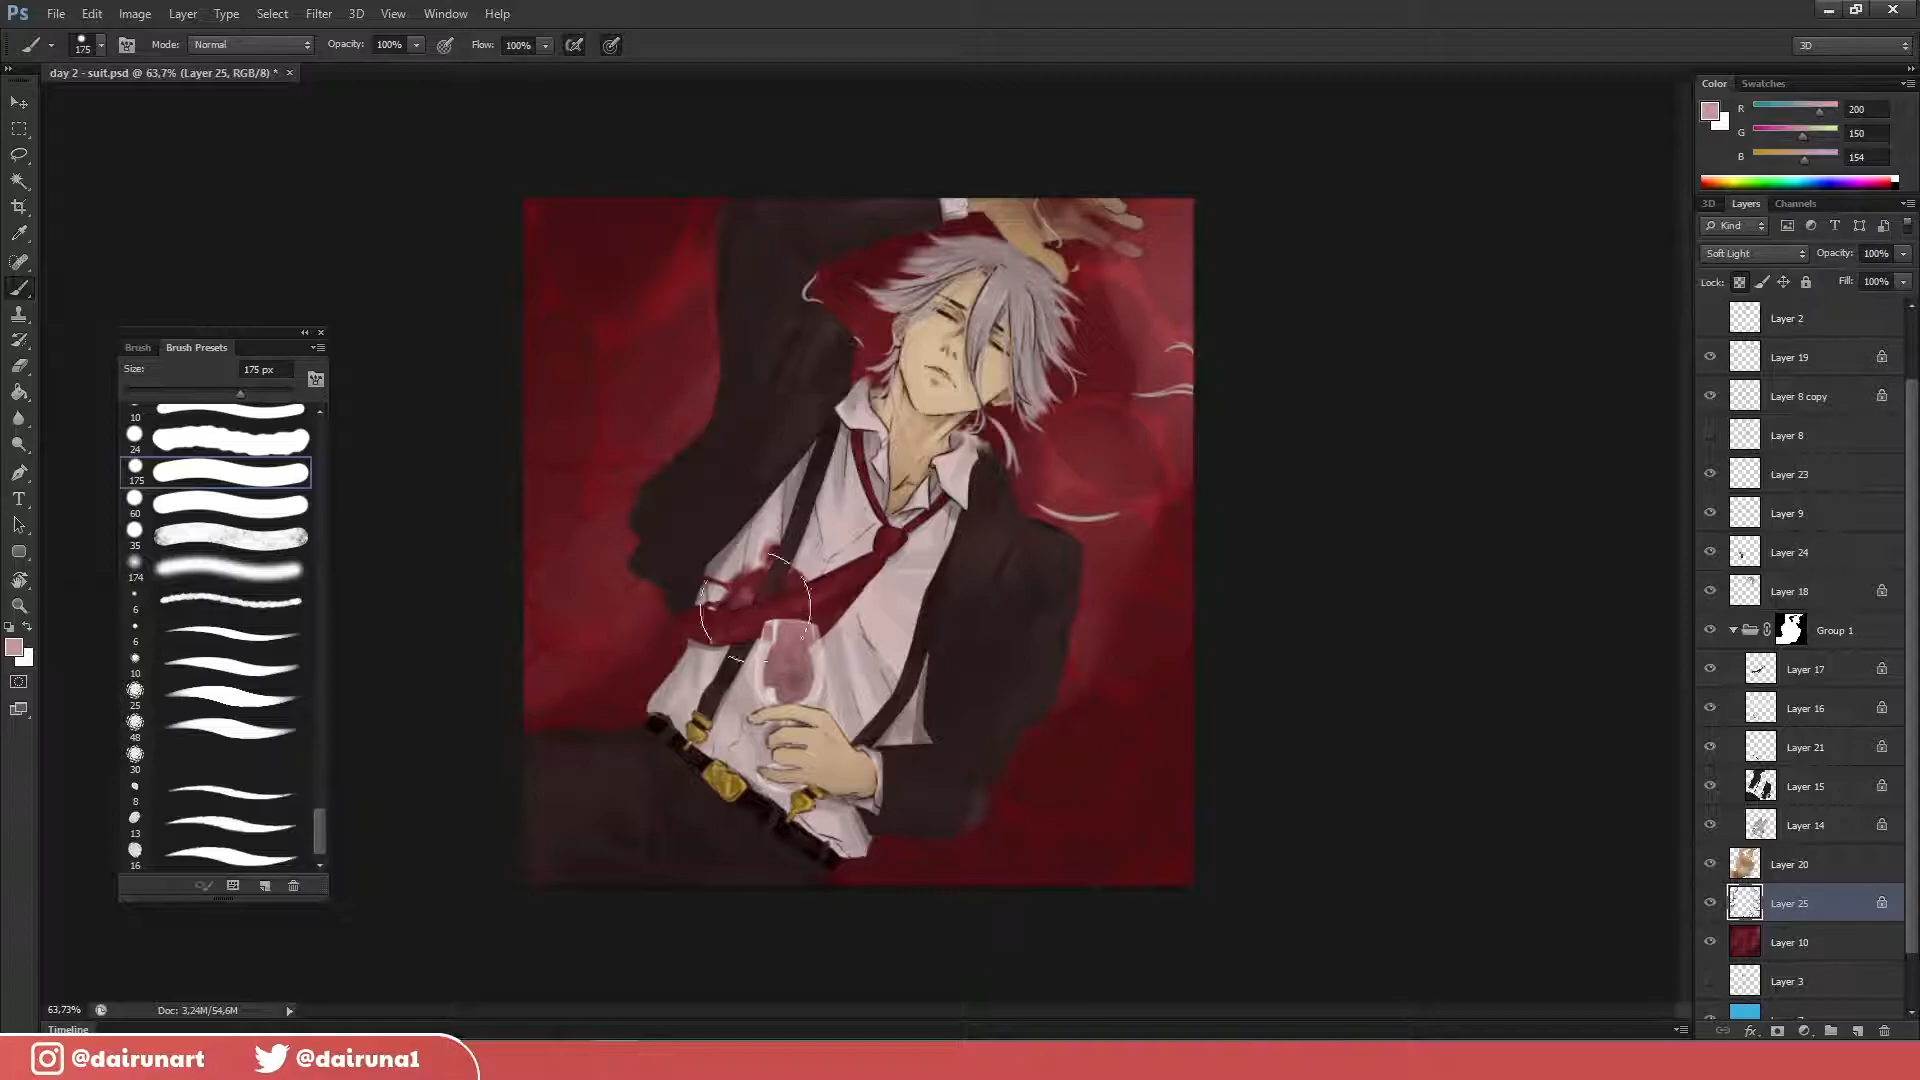 Ps File Edit Image Layer Type Select Filter 3D View Window Help
175 Mode: Normal Opacity: 100% Flow: 100% 3D
day 2 - suit.psd @ 63,7% (Layer 25, RGB/8) * ×
Color Swatches
R 200
G 150
B 154
3D Layers Channels
Kind
Soft Light Opacity: 100%
Lock: Fill: 100%
Layer 2
Layer 19
Layer 8 copy
Layer 8
Layer 23
Layer 9
Layer 24
Layer 18
Group 1
Layer 17
Layer 16
Layer 21
Layer 15
Layer 14
Layer 20
Layer 25
Layer 10
Layer 3
Brush Brush Presets
Size: 175 px
10
24
175
60
35
174
6
6
10
25
48
30
8
13
16
63,73% Doc: 3,24M/54,6M
Timeline
@dairunart @dairuna1